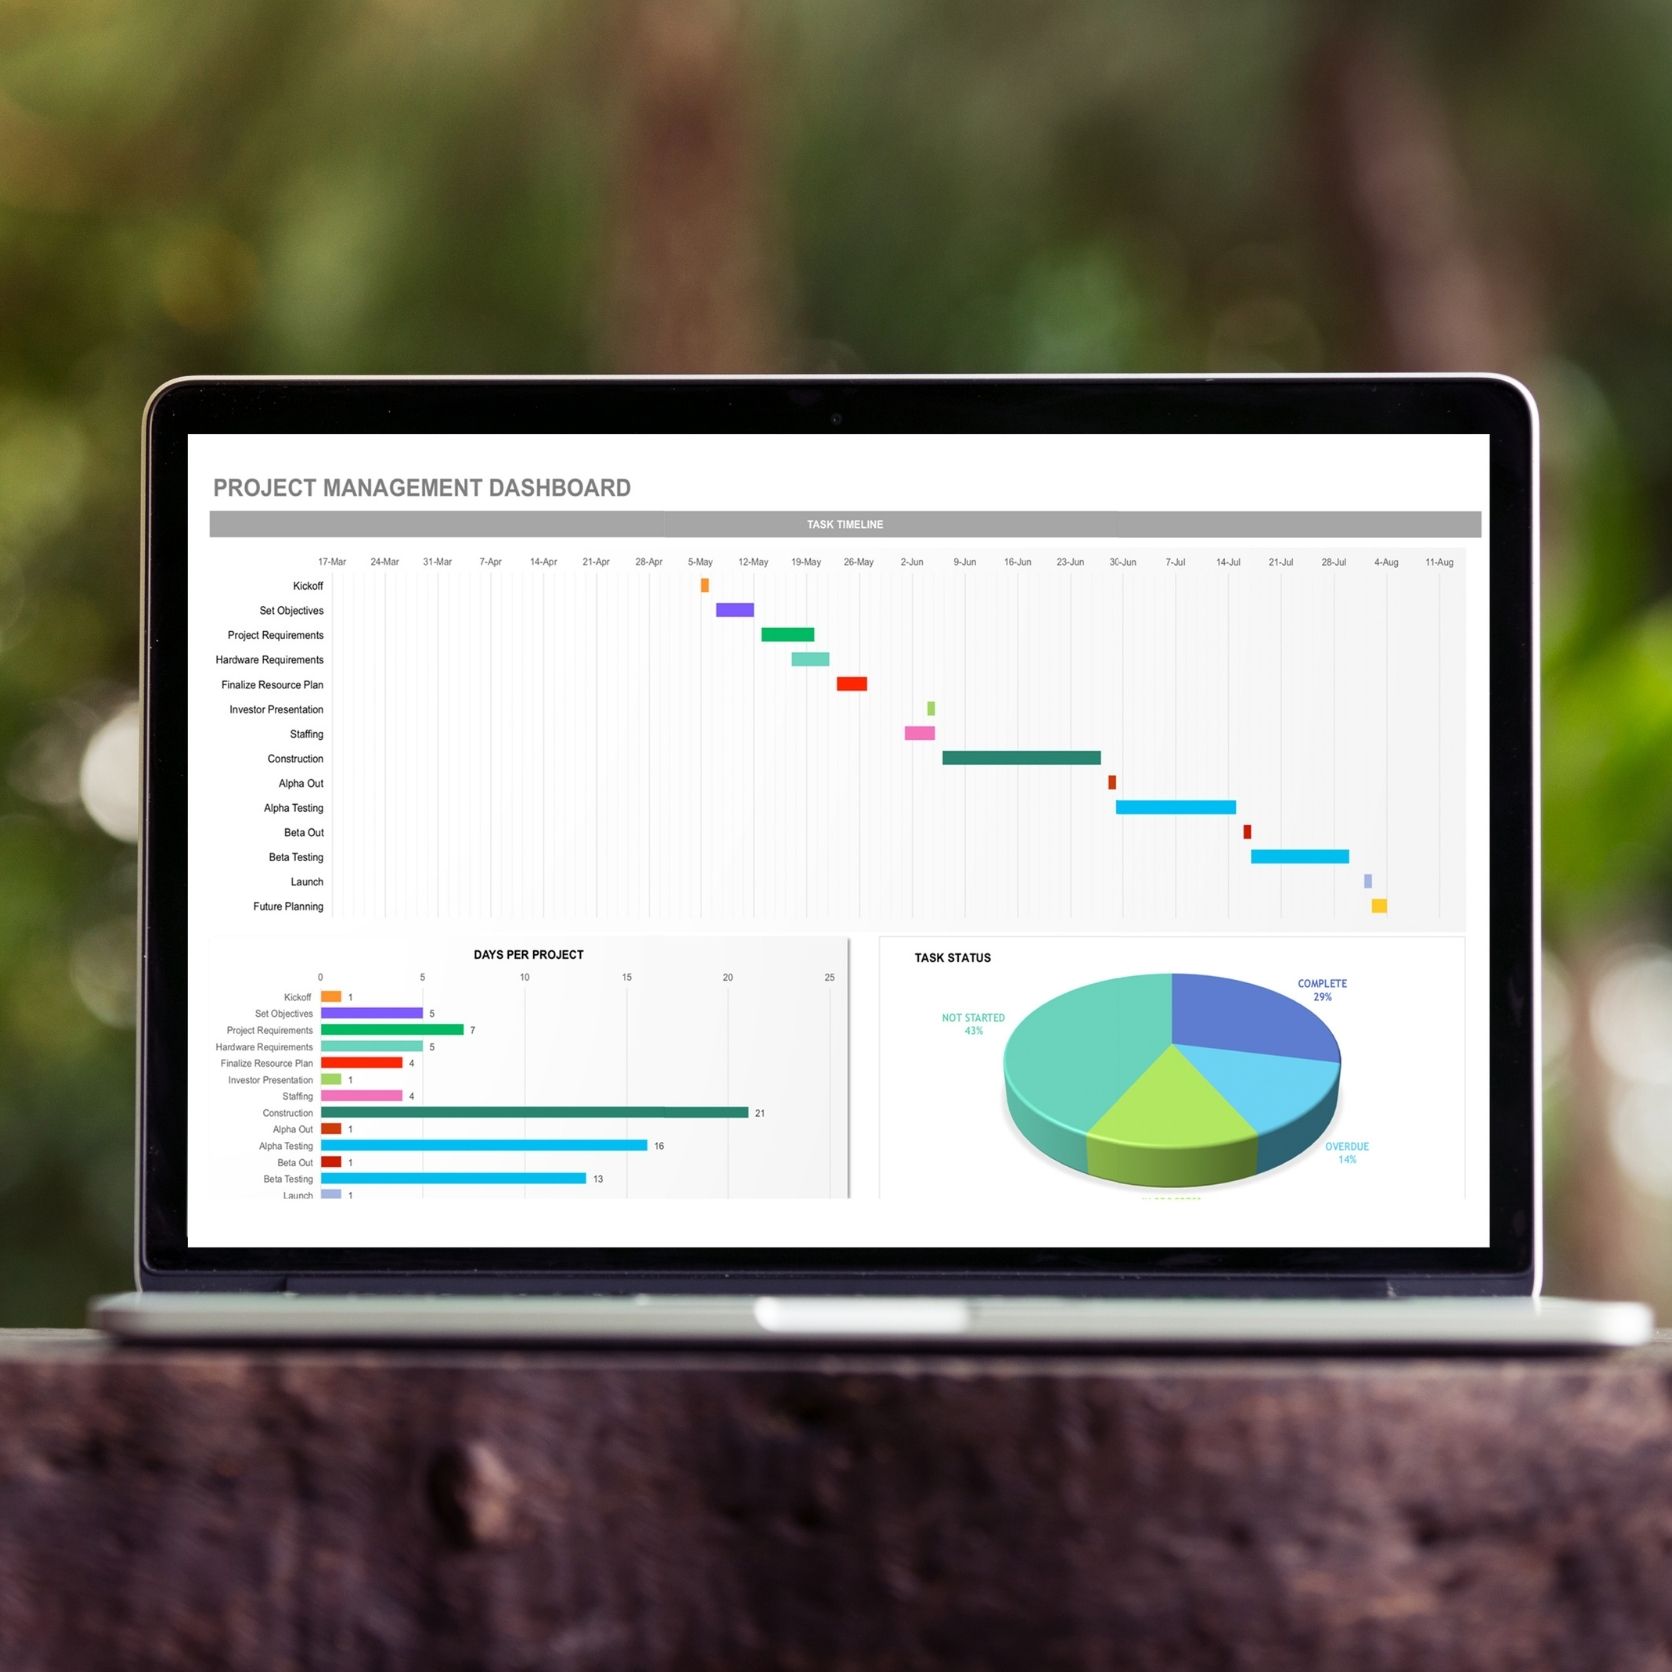 PROJECT MANAGEMENT DASHBOARD
TASK TIMELINE
17-Mar 24-Mar 31-Mar 7-Apr 14-Apr 21-Apr 28-Apr 5-May 12-May 19-May 26-May 2-Jun 9-Jun 16-Jun 23-Jun 30-Jun 7-Jul 14-Jul 21-Jul 28-Jul 4-Aug 11-Aug
Kickoff
Set Objectives
Project Requirements
Hardware Requirements
Finalize Resource Plan
Investor Presentation
Staffing
Construction
Alpha Out
Alpha Testing
Beta Out
Beta Testing
Launch
Future Planning
DAYS PER PROJECT
0 5 10 15 20 25
Kickoff 1
Set Objectives 5
Project Requirements 7
Hardware Requirements 5
Finalize Resource Plan 4
Investor Presentation 1
Staffing 4
Construction 21
Alpha Out 1
Alpha Testing 16
Beta Out 1
Beta Testing 13
Launch 1
TASK STATUS
COMPLETE
29%
NOT STARTED
43%
OVERDUE
14%